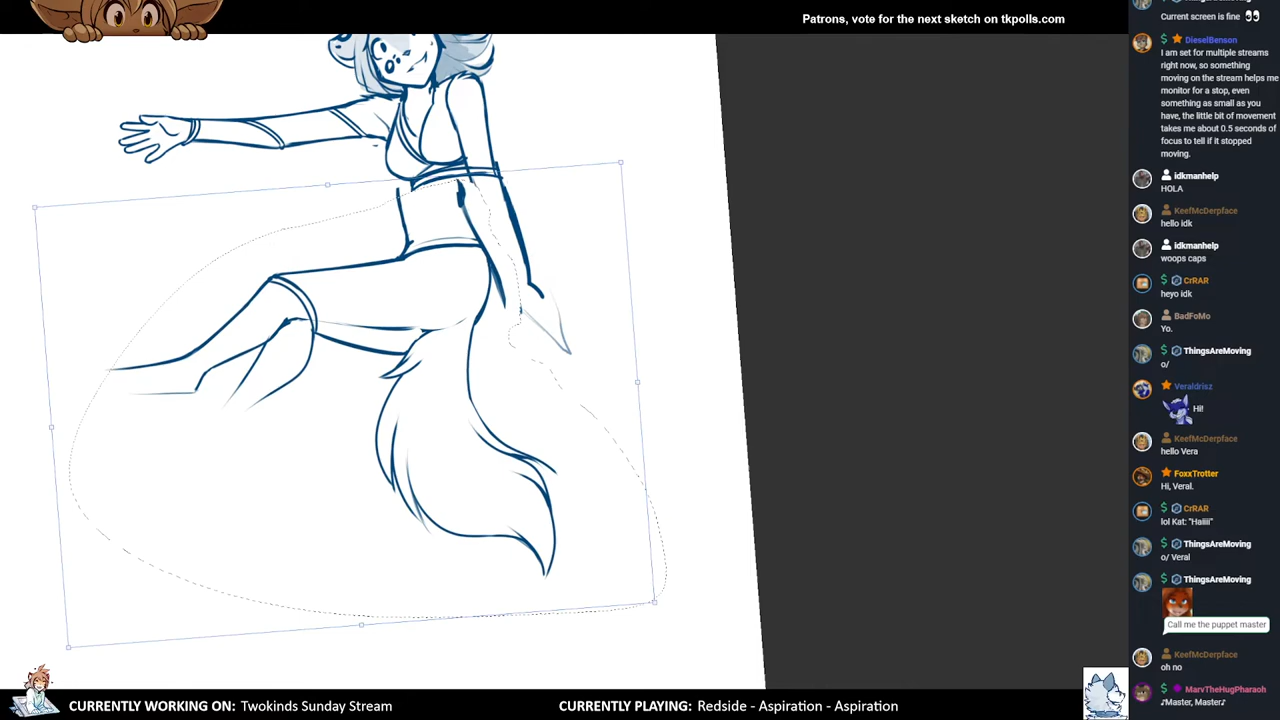 Patrons, vote for the next sketch on tkpolls.com
Current screen is fine
DieselBenson
I am set for multiple streams
right now, so something
moving on the stream helps me
monitor for a stop, even
something as small as you
have, the little bit of movement
takes me about 0.5 seconds of
focus to tell if it stopped
moving.
idkmanhelp
HOLA
KeefMcDerpface
hello idk
idkmanhelp
woops caps
CrRAR
heyo idk
BadFoMo
Yo.
ThingsAreMoving
o/
Veraldrisz
Hi!
KeefMcDerpface
hello Vera
FoxxTrotter
Hi, Veral.
CrRAR
lol Kat: "Haiiii"
ThingsAreMoving
o/ Veral
ThingsAreMoving
Call me the puppet master
KeefMcDerpface
oh no
MarvTheHugPharaoh
♪Master, Master♪
CURRENTLY WORKING ON: Twokinds Sunday Stream
CURRENTLY PLAYING: Redside - Aspiration - Aspiration